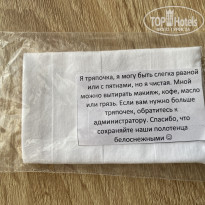 TOP Hotels
Я тряпочка, я могу быть слегка рваной
или с пятнами, но я чистая. Мной
можно вытирать макияж, кофе, масло
или грязь. Если вам нужно больше
тряпочек, обратитесь к
администратору. Спасибо, что
сохраняете наши полотенца
белоснежными ☺